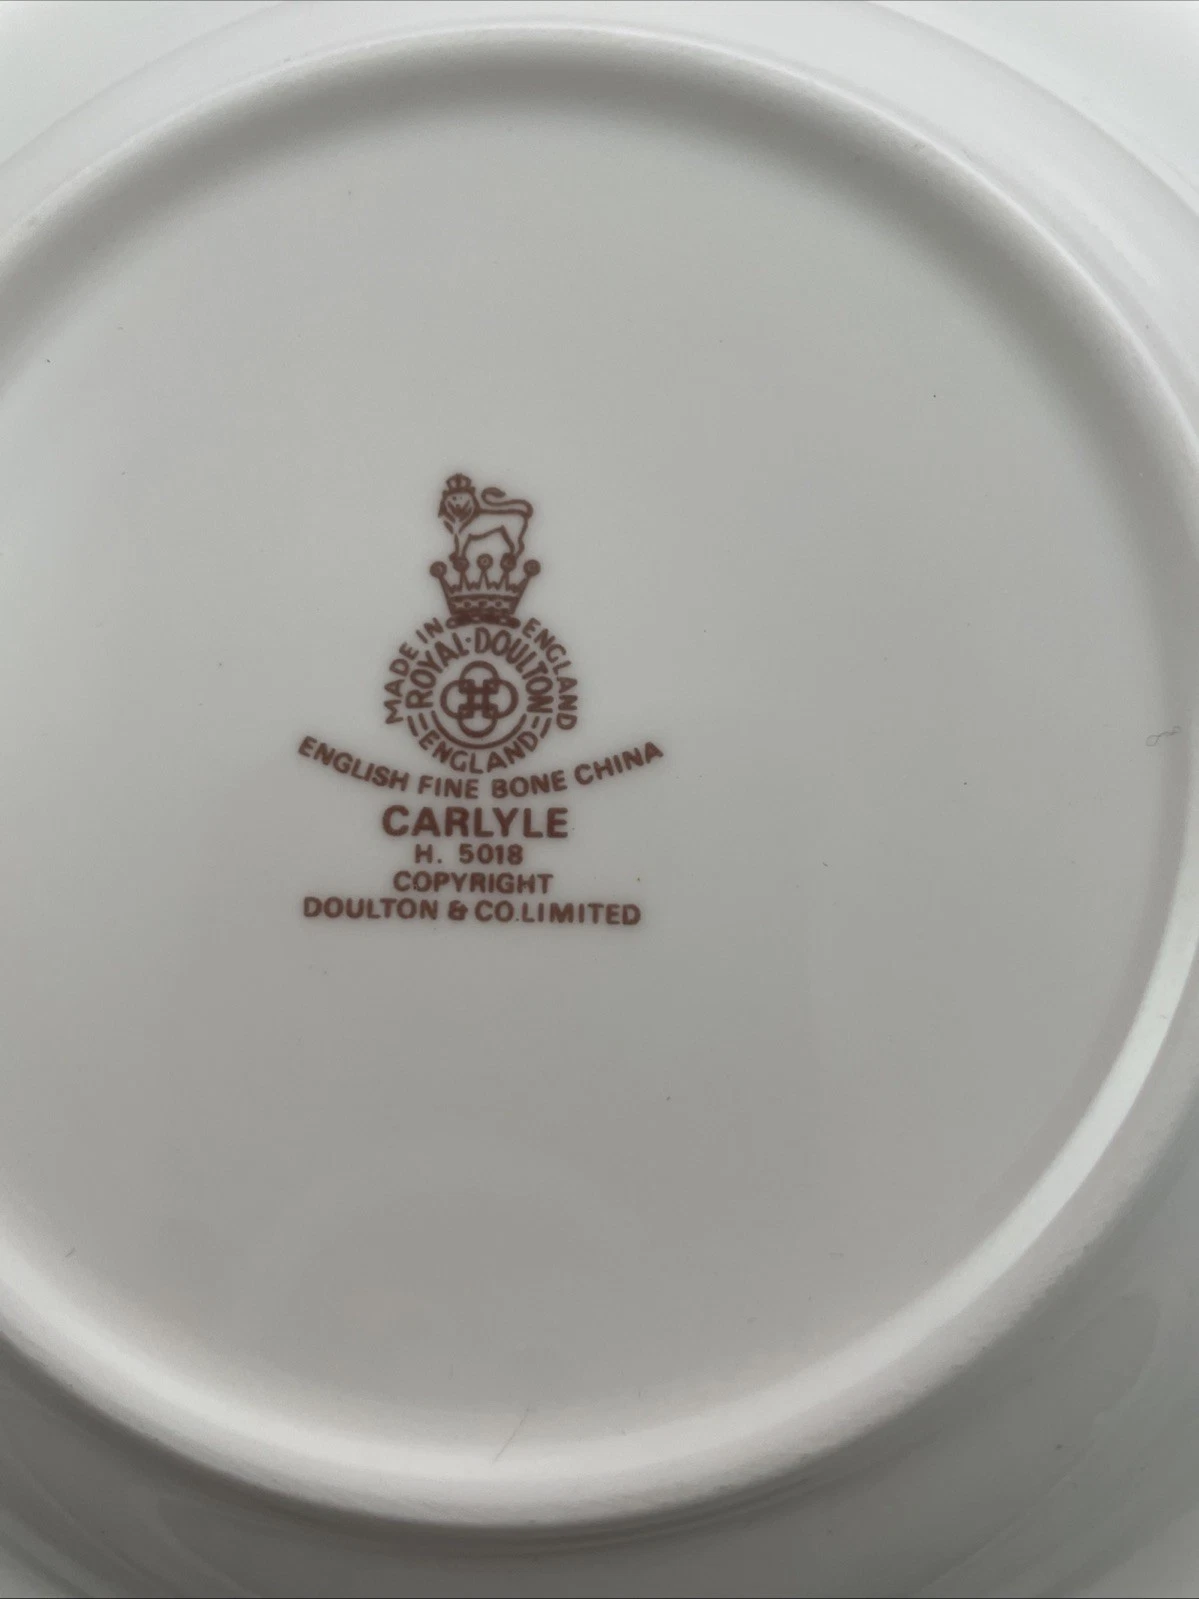 MADE IN ENGLAND
ROYAL·DOULTON
ENGLAND
ENGLISH FINE BONE CHINA
CARLYLE
H. 5018
COPYRIGHT
DOULTON & CO.LIMITED